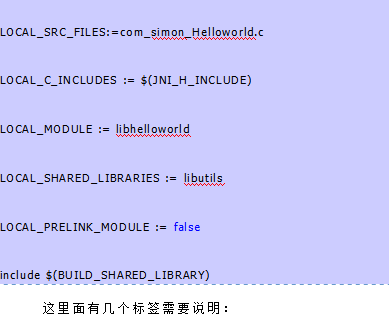 LOCAL_SRC_FILES:=com_simon_Helloworld.c
LOCAL_C_INCLUDES := $(JNI_H_INCLUDE)
LOCAL_MODULE := libhelloworld
LOCAL_SHARED_LIBRARIES := libutils
LOCAL_PRELINK_MODULE := false
include $(BUILD_SHARED_LIBRARY)
这里面有几个标签需要说明：